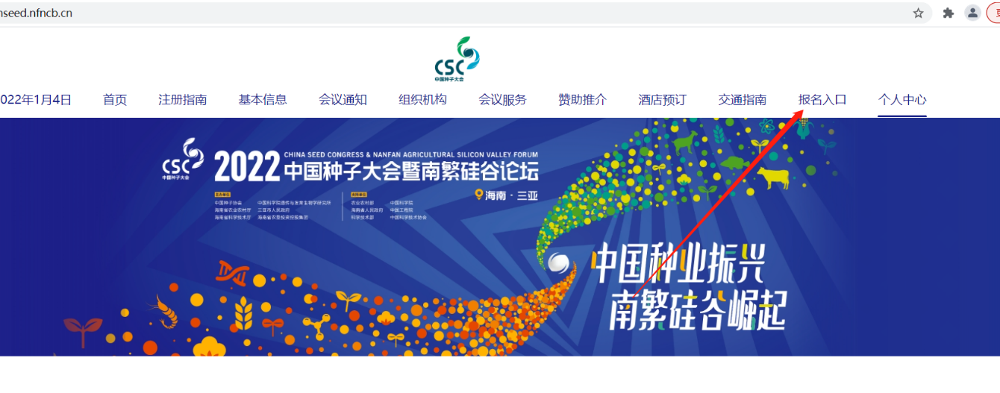 nseed.nfncb.cn
CSC
中国种子大会
022年1月4日 首页 注册指南 基本信息 会议通知 组织机构 会议服务 赞助推介 酒店预订 交通指南 报名入口 个人中心
CSC
中国种子大会
2022
CHINA SEED CONGRESS & NANFAN AGRICULTURAL SILICON VALLEY FORUM
中国种子大会暨南繁硅谷论坛
海南 · 三亚
主办单位
中国种子协会 中国科学院遗传与发育生物学研究所
海南省农业农村厅 三亚市人民政府
海南省科学技术厅 海南省农垦投资控股集团
支持单位
农业农村部 中国科学院
海南省人民政府 中国工程院
科学技术部 中国科学技术协会
中国种业振兴
南繁硅谷崛起